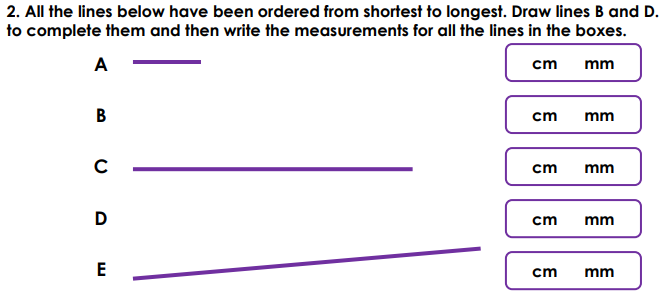 2. All the lines below have been ordered from shortest to longest. Draw lines B and D.
to complete them and then write the measurements for all the lines in the boxes.
A cm mm
B cm mm
C cm mm
D cm mm
E cm mm